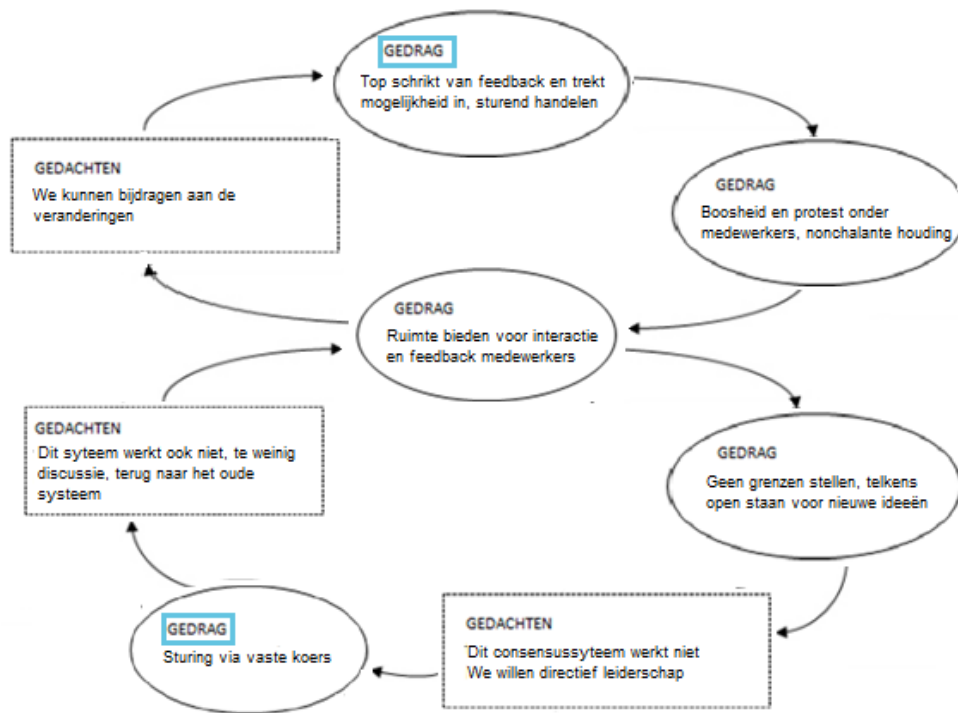 GEDRAG
Top schrikt van feedback en trekt
mogelijkheid in, sturend handelen
GEDACHTEN
We kunnen bijdragen aan de
veranderingen
GEDRAG
Boosheid en protest onder
medewerkers, nonchalante houding
GEDRAG
Ruimte bieden voor interactie
en feedback medewerkers
GEDACHTEN
Dit syteem werkt ook niet, te weinig
discussie, terug naar het oude
systeem
GEDRAG
Geen grenzen stellen, telkens
open staan voor nieuwe ideeën
GEDRAG
Sturing via vaste koers
GEDACHTEN
Dit consensussyteem werkt niet
We willen directief leiderschap